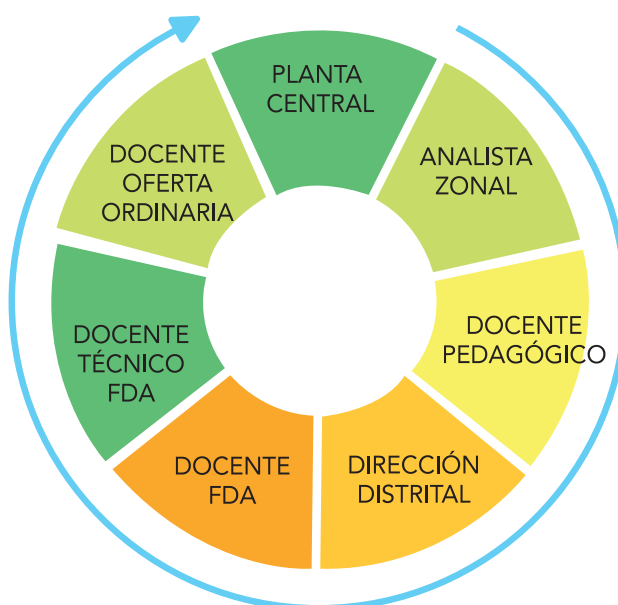 PLANTA
CENTRAL
ANALISTA
ZONAL
DOCENTE
PEDAGÓGICO
DIRECCIÓN
DISTRITAL
DOCENTE
FDA
DOCENTE
TÉCNICO
FDA
DOCENTE
OFERTA
ORDINARIA